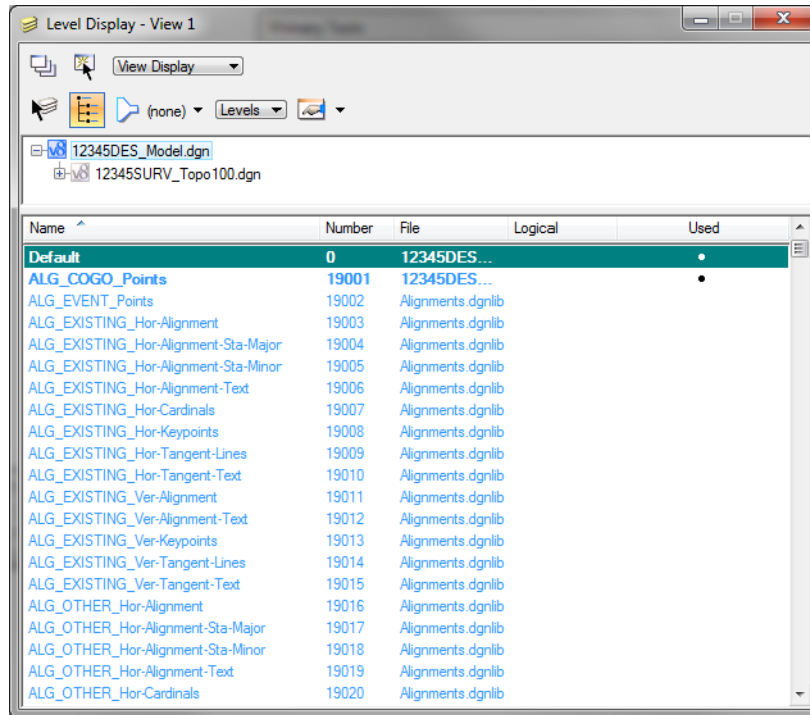 Level Display - View 1
View Display
(none) Levels
12345DES_Model.dgn
12345SURV_Topo100.dgn
Name Number File Logical Used
Default 0 12345DES...
ALG_COGO_Points 19001 12345DES...
ALG_EVENT_Points 19002 Alignments.dgnlib
ALG_EXISTING_Hor-Alignment 19003 Alignments.dgnlib
ALG_EXISTING_Hor-Alignment-Sta-Major 19004 Alignments.dgnlib
ALG_EXISTING_Hor-Alignment-Sta-Minor 19005 Alignments.dgnlib
ALG_EXISTING_Hor-Alignment-Text 19006 Alignments.dgnlib
ALG_EXISTING_Hor-Cardinals 19007 Alignments.dgnlib
ALG_EXISTING_Hor-Keypoints 19008 Alignments.dgnlib
ALG_EXISTING_Hor-Tangent-Lines 19009 Alignments.dgnlib
ALG_EXISTING_Hor-Tangent-Text 19010 Alignments.dgnlib
ALG_EXISTING_Ver-Alignment 19011 Alignments.dgnlib
ALG_EXISTING_Ver-Alignment-Text 19012 Alignments.dgnlib
ALG_EXISTING_Ver-Keypoints 19013 Alignments.dgnlib
ALG_EXISTING_Ver-Tangent-Lines 19014 Alignments.dgnlib
ALG_EXISTING_Ver-Tangent-Text 19015 Alignments.dgnlib
ALG_OTHER_Hor-Alignment 19016 Alignments.dgnlib
ALG_OTHER_Hor-Alignment-Sta-Major 19017 Alignments.dgnlib
ALG_OTHER_Hor-Alignment-Sta-Minor 19018 Alignments.dgnlib
ALG_OTHER_Hor-Alignment-Text 19019 Alignments.dgnlib
ALG_OTHER_Hor-Cardinals 19020 Alignments.dgnlib